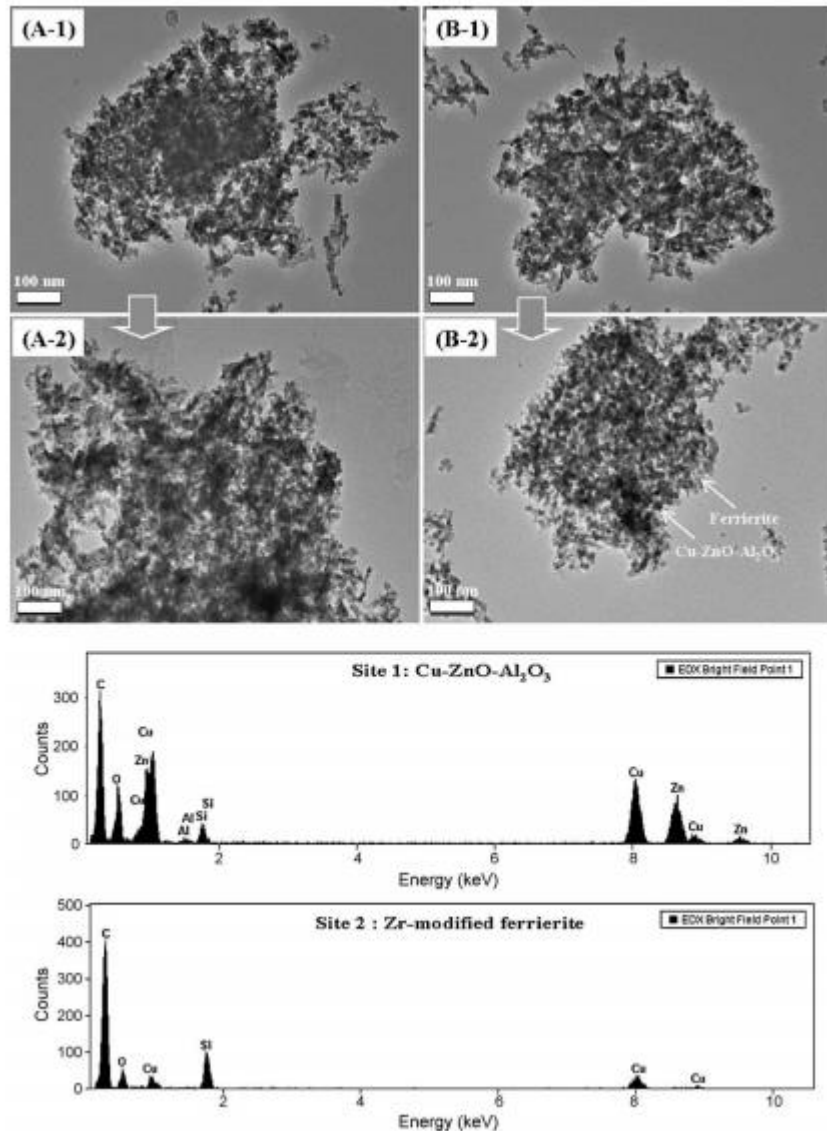 (A-1)
100 nm
(B-1)
100 nm
(A-2)
100 nm
(B-2)
Ferrierite
Cu-ZnO-Al₂O₃
100 nm
Site 1: Cu-ZnO-Al₂O₃
EDX Bright Field Point 1
Counts
300
200
100
0
C
O
Cu
Zn
Cu
Al
Al
Si
Si
Cu
Zn
Cu
Zn
2
4
6
8
10
Energy (keV)
Site 2 : Zr-modified ferrierite
EDX Bright Field Point 1
Counts
500
400
300
200
100
0
C
O
Cu
Si
Cu
Cu
2
4
6
8
10
Energy (keV)